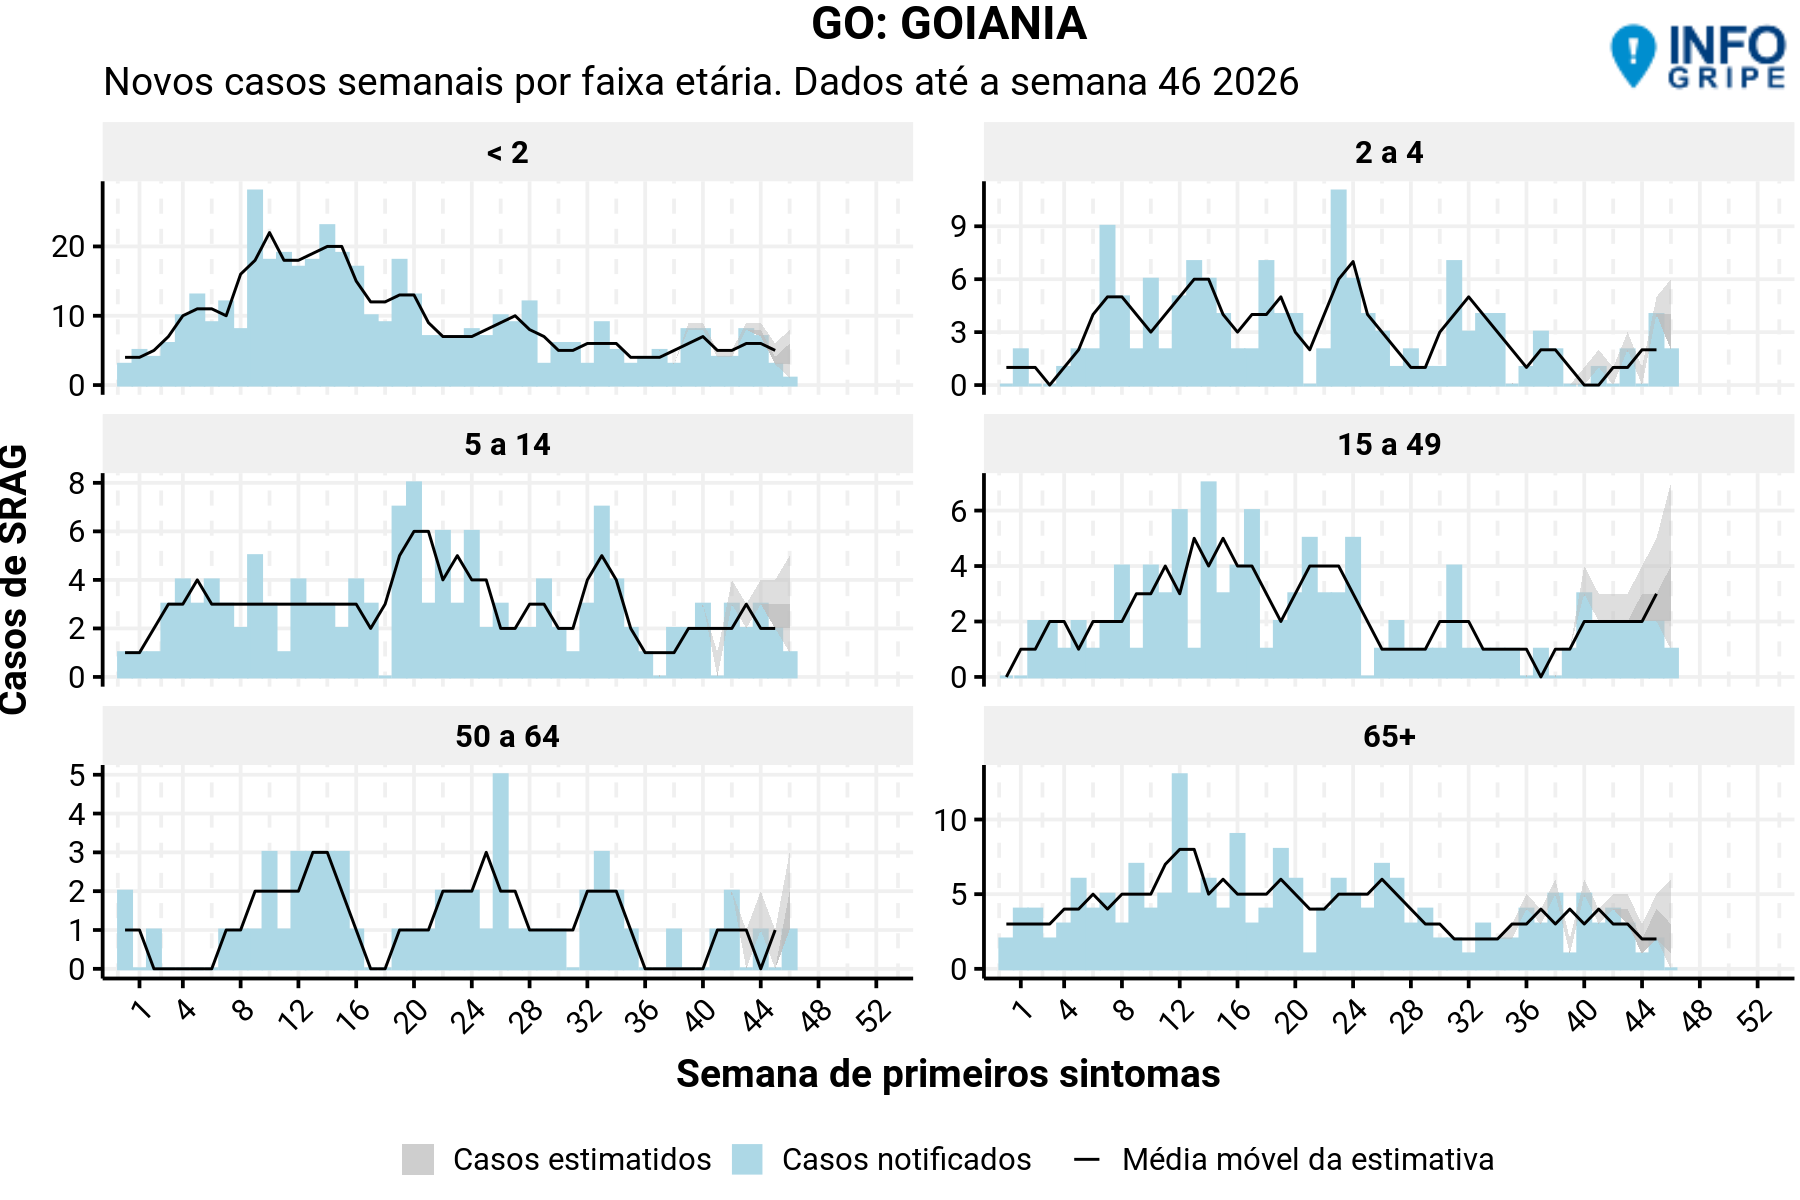 GO: GOIANIA
INFO
GRIPE
Novos casos semanais por faixa etária. Dados até a semana 46 2026
< 2
2 a 4
20
10
0
9
6
3
0
5 a 14
15 a 49
8
6
4
2
0
6
4
2
0
Casos de SRAG
50 a 64
65+
5
4
3
2
1
0
10
5
0
1 4 8 12 16 20 24 28 32 36 40 44 48 52
1 4 8 12 16 20 24 28 32 36 40 44 48 52
Semana de primeiros sintomas
Casos estimatidos Casos notificados Média móvel da estimativa